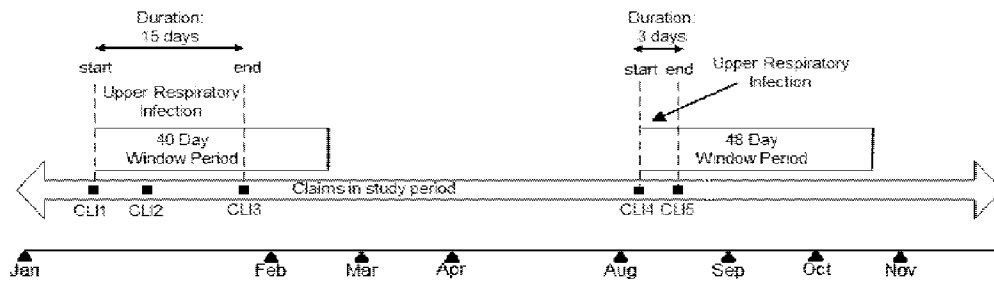 Duration:
15 days
start
end
Upper Respiratory
Infection
40 Day
Window Period
Duration:
3 days
start end
Upper Respiratory
Infection
48 Day
Window Period
Claims in study period
CLI1
CLI2
CLI3
CLI4 CLI5
Jan
Feb
Mar
Apr
Aug
Sep
Oct
Nov